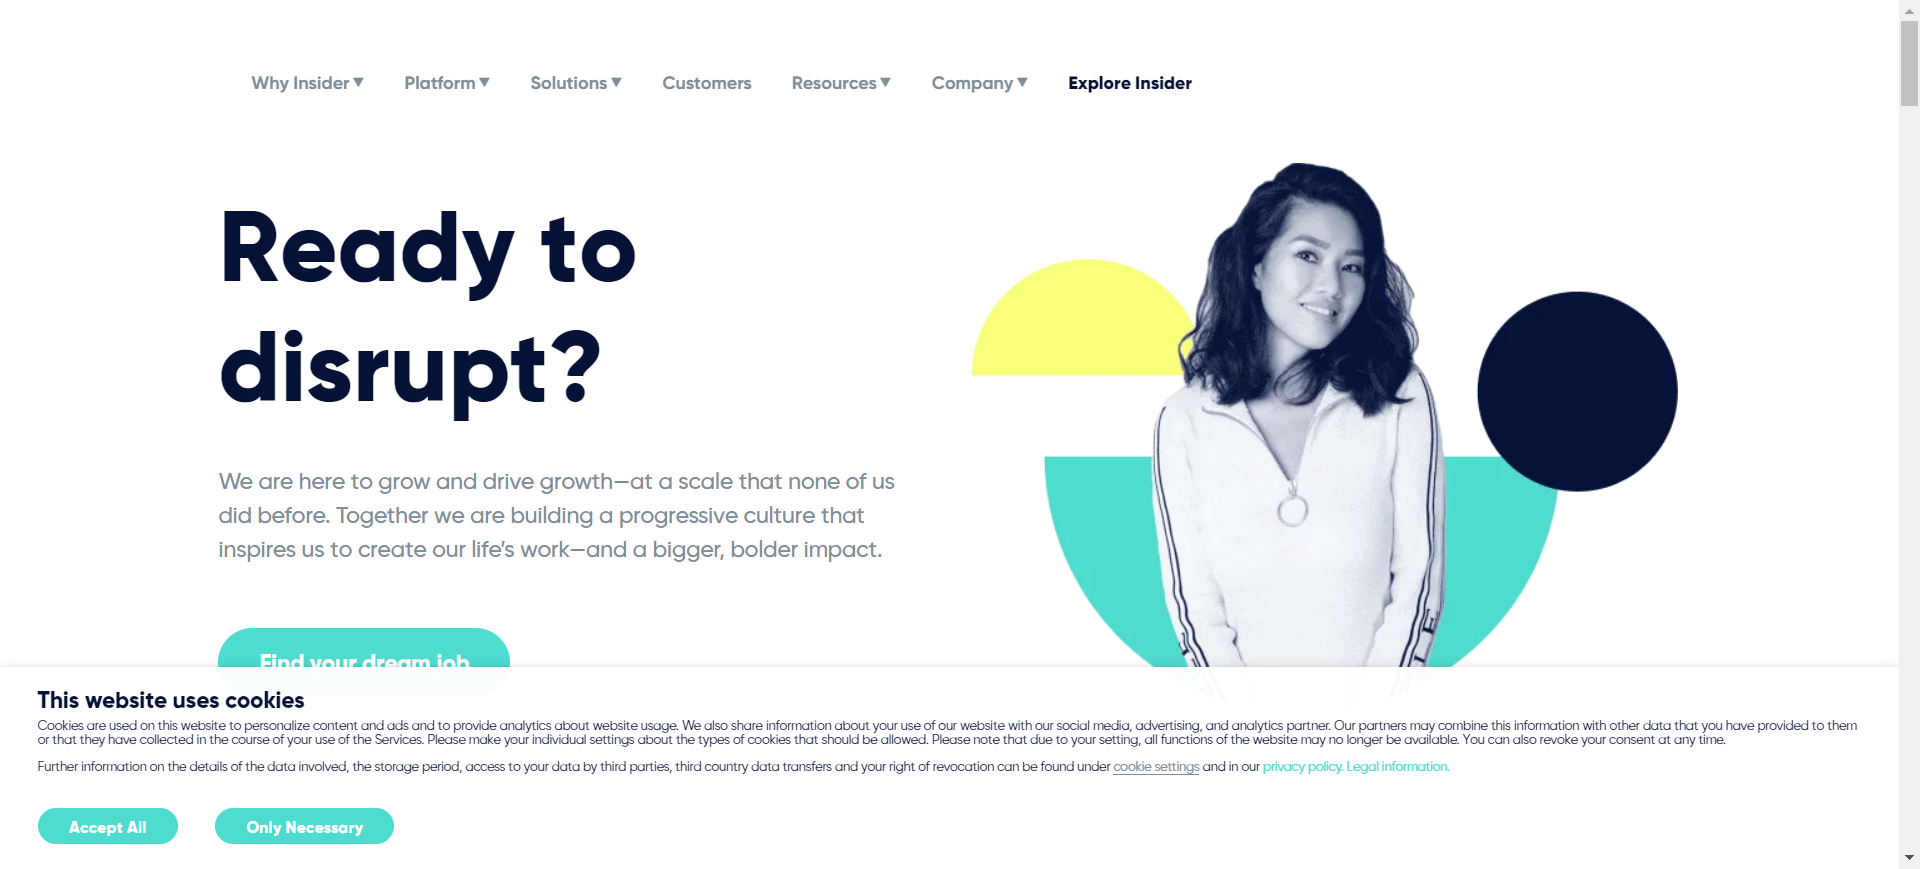 Why Insider ▼ Platform ▼ Solutions ▼ Customers Resources ▼ Company ▼ Explore Insider
Ready to
disrupt?
We are here to grow and drive growth—at a scale that none of us
did before. Together we are building a progressive culture that
inspires us to create our life's work—and a bigger, bolder impact.
Find your dream job
This website uses cookies
Cookies are used on this website to personalize content and ads and to provide analytics about website usage. We also share information about your use of our website with our social media, advertising, and analytics partner. Our partners may combine this information with other data that you have provided to them
or that they have collected in the course of your use of the Services. Please make your individual settings about the types of cookies that should be allowed. Please note that due to your setting, all functions of the website may no longer be available. You can also revoke your consent at any time.
Further information on the details of the data involved, the storage period, access to your data by third parties, third country data transfers and your right of revocation can be found under cookie settings and in our privacy policy. Legal information.
Accept All Only Necessary